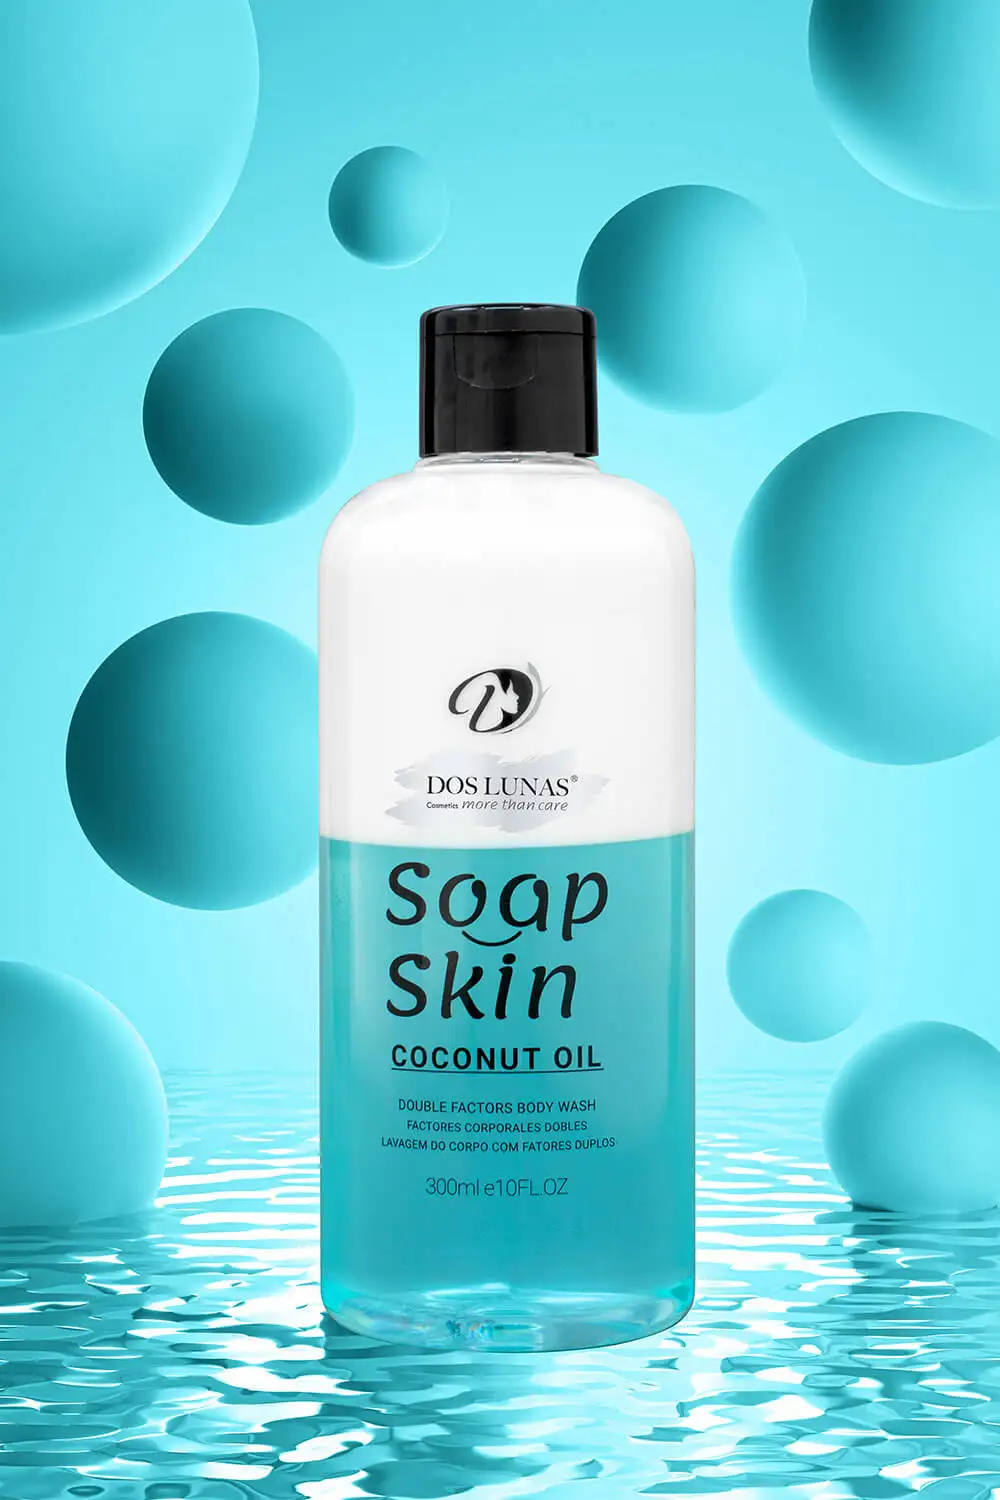 DOS LUNAS®
Cosmetics more than care
Soap
Skin
COCONUT OIL
DOUBLE FACTORS BODY WASH
FACTORES CORPORALES DOBLES
LAVAGEM DO CORPO COM FATORES DUPLOS
300ml e10FL.OZ